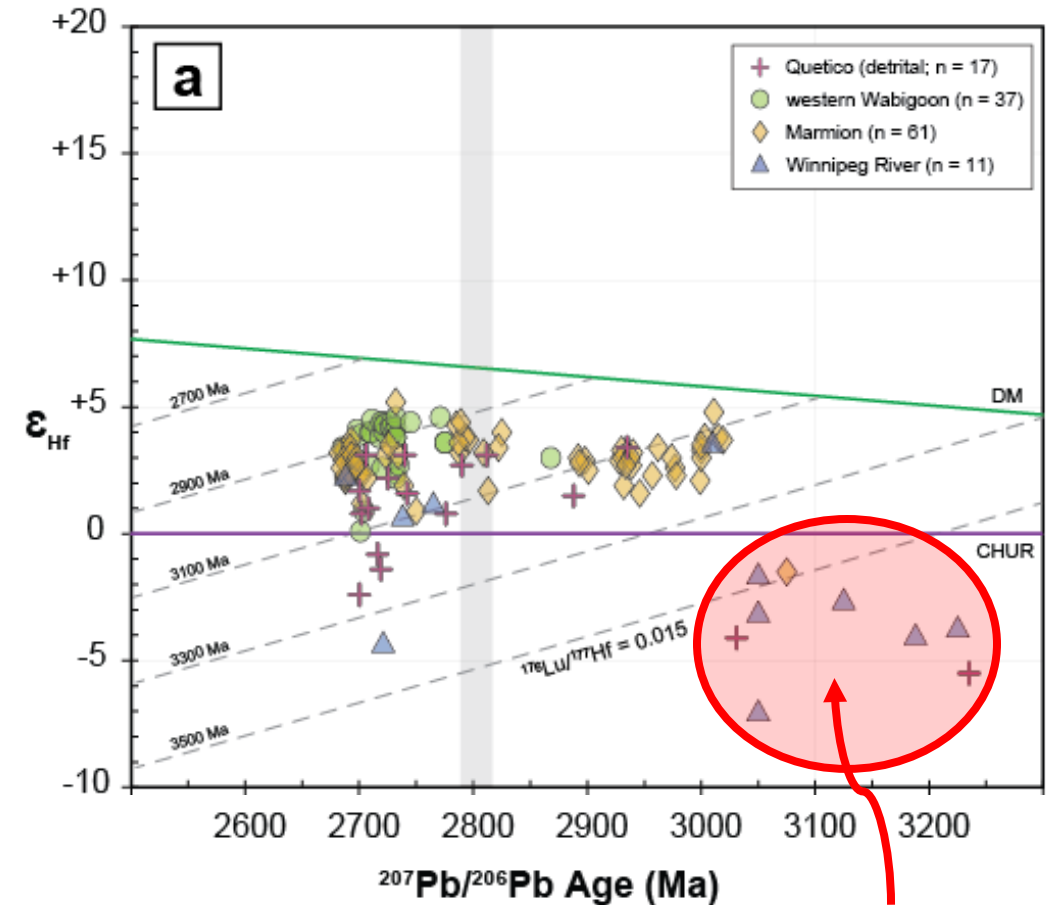 a
Quetico (detrital; n = 17)
western Wabigoon (n = 37)
Marmion (n = 61)
Winnipeg River (n = 11)
+20
+15
+10
+5
0
-5
-10
εHf
DM
CHUR
2700 Ma
2900 Ma
3100 Ma
3300 Ma
3500 Ma
¹⁷⁶Lu/¹⁷⁷Hf = 0.015
2600 2700 2800 2900 3000 3100 3200
²⁰⁷Pb/²⁰⁶Pb Age (Ma)